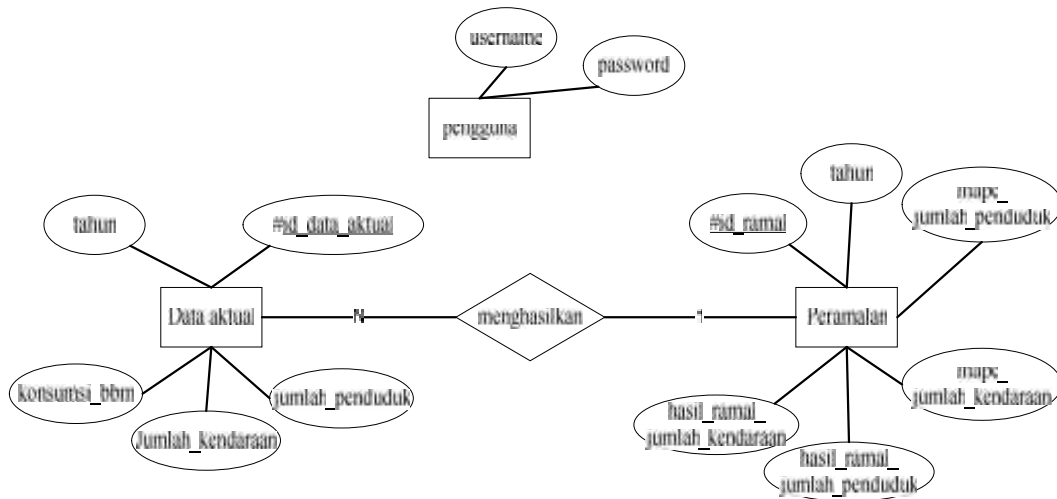 username
password
pengguna
tahun
#id_data_aktual
#id_ramal
tahun
mape_
jumlah_penduduk
Data aktual
N
menghasilkan
1
Peramalan
konsumsi_bbm
jumlah_penduduk
Jumlah_kendaraan
hasil_ramal_
jumlah_kendaraan
mape_
jumlah_kendaraan
hasil_ramal_
jumlah_penduduk